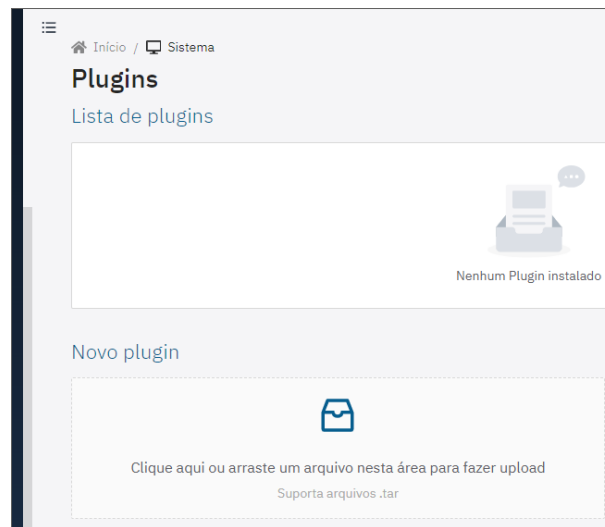 Início / Sistema
Plugins
Lista de plugins
Nenhum Plugin instalado
Novo plugin
Clique aqui ou arraste um arquivo nesta área para fazer upload
Suporta arquivos .tar